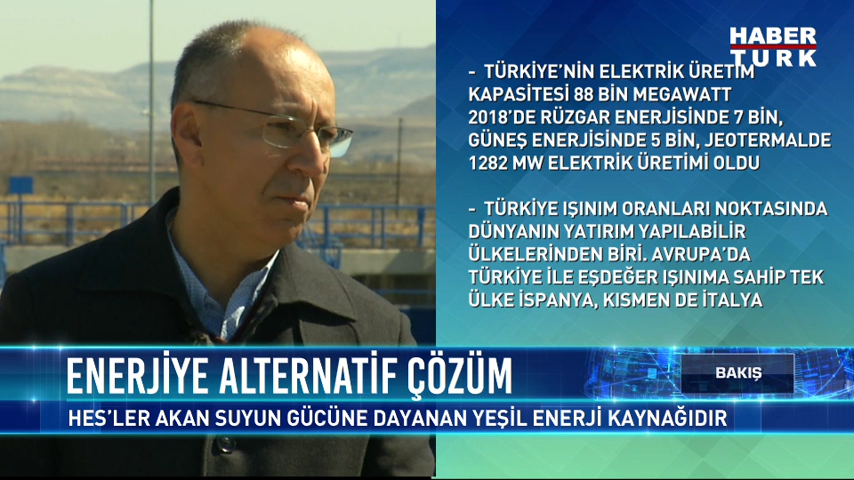 HABER
TURK
- TÜRKİYE'NİN ELEKTRİK ÜRETİM
KAPASİTESİ 88 BİN MEGAWATT
2018'DE RÜZGAR ENERJİSİNDE 7 BİN,
GÜNEŞ ENERJİSİNDE 5 BİN, JEOTERMALDE
1282 MW ELEKTRİK ÜRETİMİ OLDU
- TÜRKİYE IŞINIM ORANLARI NOKTASINDA
DÜNYANIN YATIRIM YAPILABİLİR
ÜLKELERİNDEN BİRİ. AVRUPA'DA
TÜRKİYE İLE EŞDEĞER IŞINIMA SAHİP TEK
ÜLKE İSPANYA, KISMEN DE İTALYA
ENERJİYE ALTERNATİF ÇÖZÜM
BAKIŞ
HES'LER AKAN SUYUN GÜCÜNE DAYANAN YEŞİL ENERJİ KAYNAĞIDIR